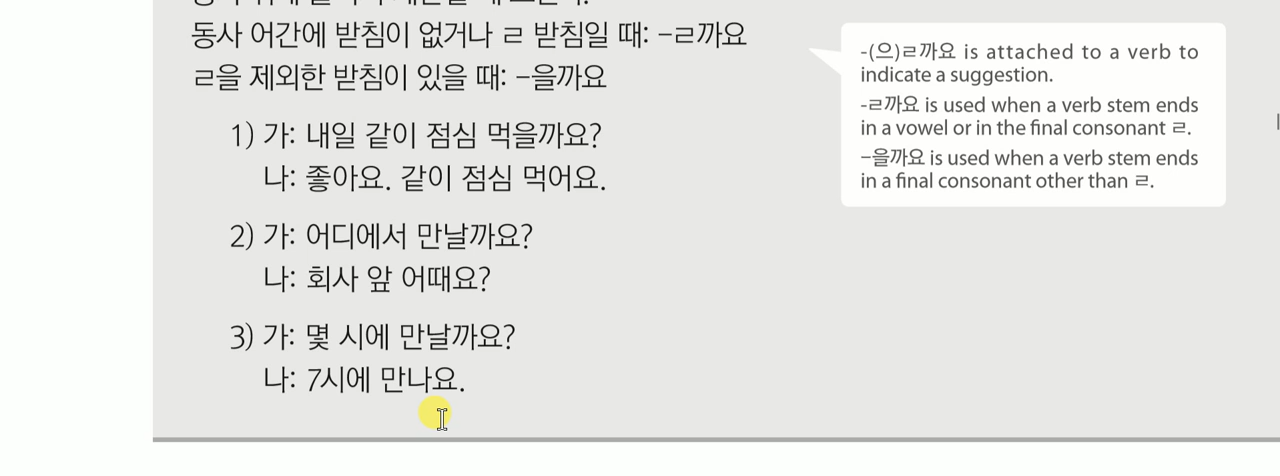 동사 어간에 받침이 없거나 ㄹ 받침일 때: -ㄹ까요
ㄹ을 제외한 받침이 있을 때: -을까요
1) 가: 내일 같이 점심 먹을까요?
나: 좋아요. 같이 점심 먹어요.
2) 가: 어디에서 만날까요?
나: 회사 앞 어때요?
3) 가: 몇 시에 만날까요?
나: 7시에 만나요.
-(으)ㄹ까요 is attached to a verb to
indicate a suggestion.
-ㄹ까요 is used when a verb stem ends
in a vowel or in the final consonant ㄹ.
-을까요 is used when a verb stem ends
in a final consonant other than ㄹ.